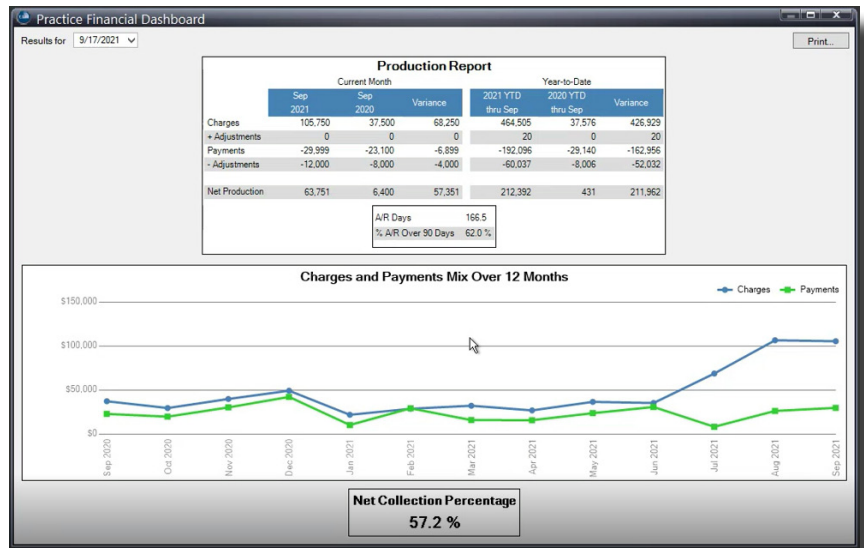 Practice Financial Dashboard
Results for 9/17/2021
Print...
Production Report
Current Month Year-to-Date
Sep 2021 Sep 2020 Variance 2021 YTD thru Sep 2020 YTD thru Sep Variance
Charges 105,750 37,500 68,250 464,505 37,576 426,929
+ Adjustments 0 0 0 20 0 20
Payments -29,999 -23,100 -6,899 -192,096 -29,140 -162,956
- Adjustments -12,000 -8,000 -4,000 -60,037 -8,006 -52,032
Net Production 63,751 6,400 57,351 212,392 431 211,962
A/R Days 166.5
% A/R Over 90 Days 62.0 %
Charges and Payments Mix Over 12 Months
Charges Payments
$150,000
$100,000
$50,000
$0
Sep 2020
Oct 2020
Nov 2020
Dec 2020
Jan 2021
Feb 2021
Mar 2021
Apr 2021
May 2021
Jun 2021
Jul 2021
Aug 2021
Sep 2021
Net Collection Percentage
57.2 %